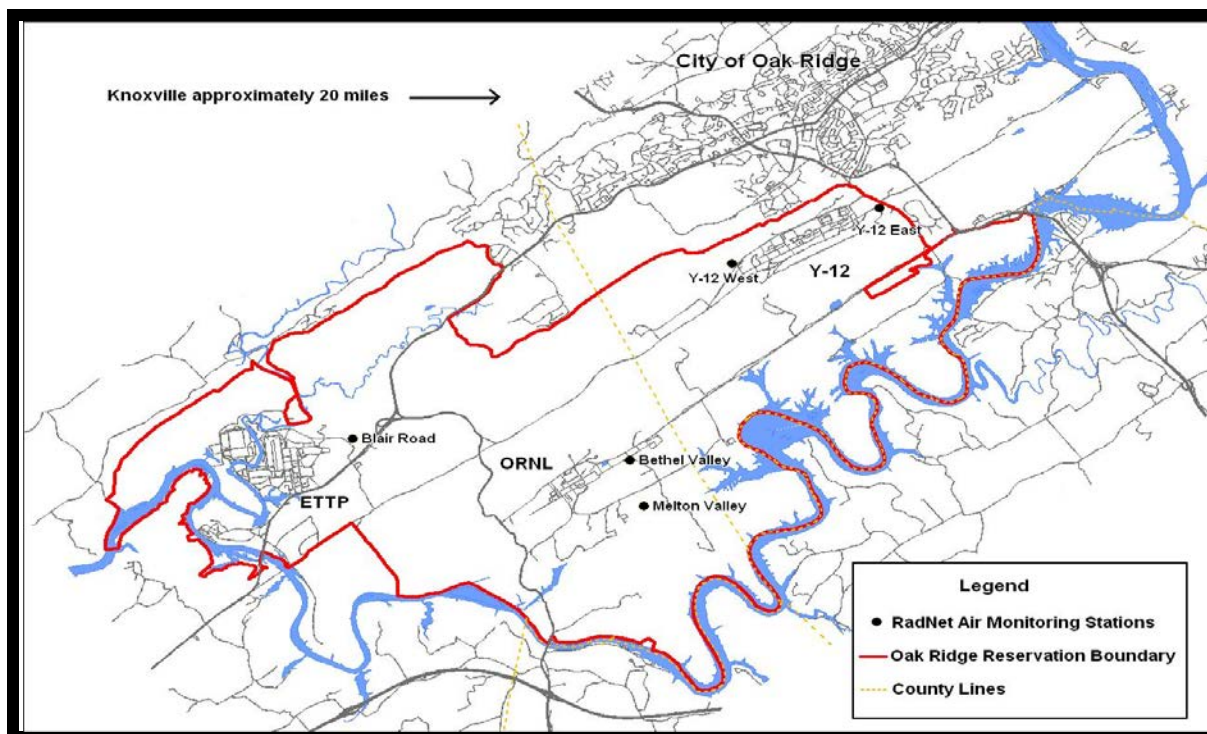 City of Oak Ridge
Knoxville approximately 20 miles
Y-12 East
Y-12 West
Y-12
Blair Road
ORNL
Bethel Valley
ETTP
Melton Valley
Legend
RadNet Air Monitoring Stations
Oak Ridge Reservation Boundary
County Lines